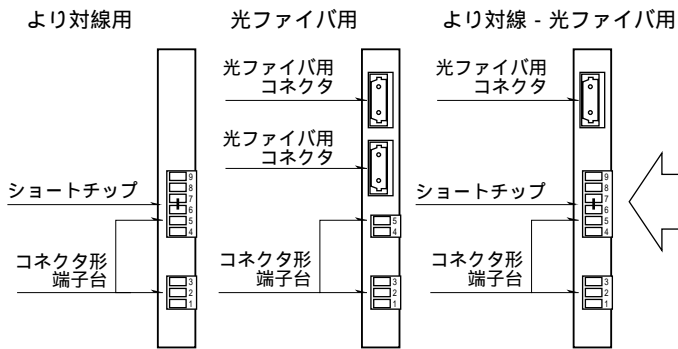 より対線用
光ファイバ用
より対線 - 光ファイバ用
光ファイバ用
コネクタ
光ファイバ用
コネクタ
ショートチップ
コネクタ形
端子台
コネクタ形
端子台
光ファイバ用
コネクタ
ショートチップ
コネクタ形
端子台
9
8
7
6
5
4
3
2
1
5
4
3
2
1
9
8
7
6
5
4
3
2
1